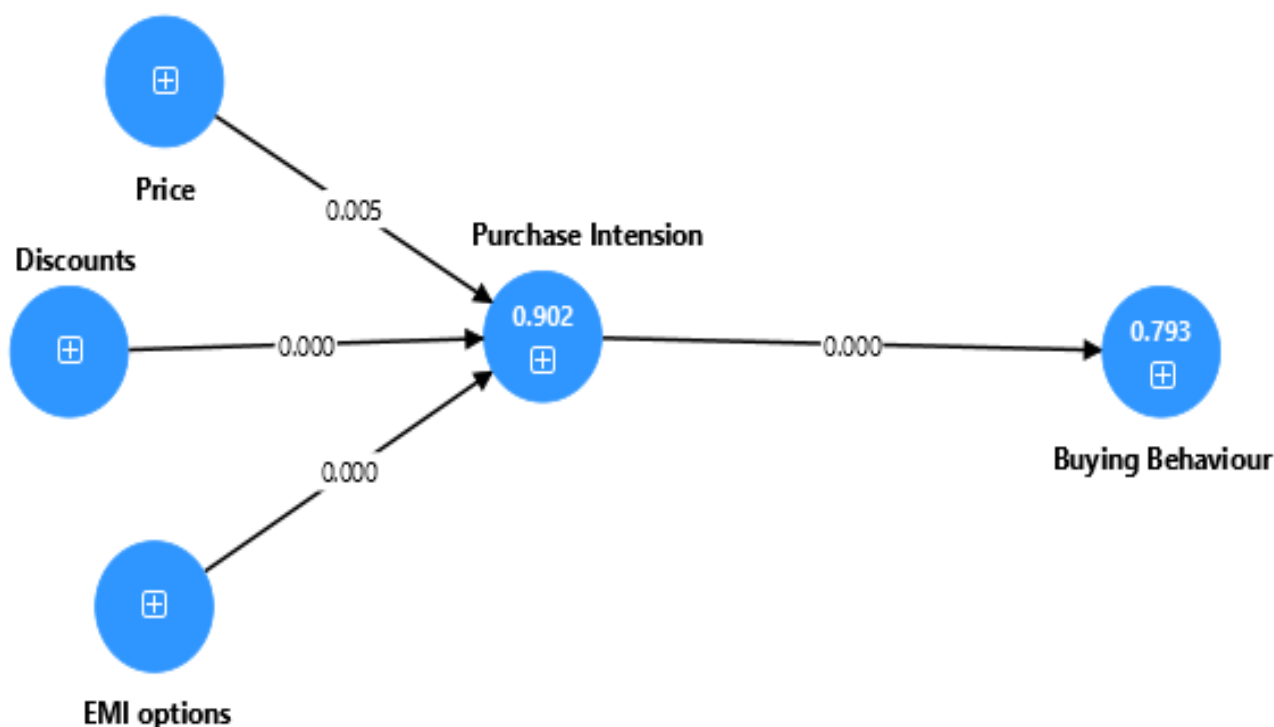 Price
0.005
Purchase Intension
Discounts
0.902
0.000
0.000
0.793
Buying Behaviour
0.000
EMI options